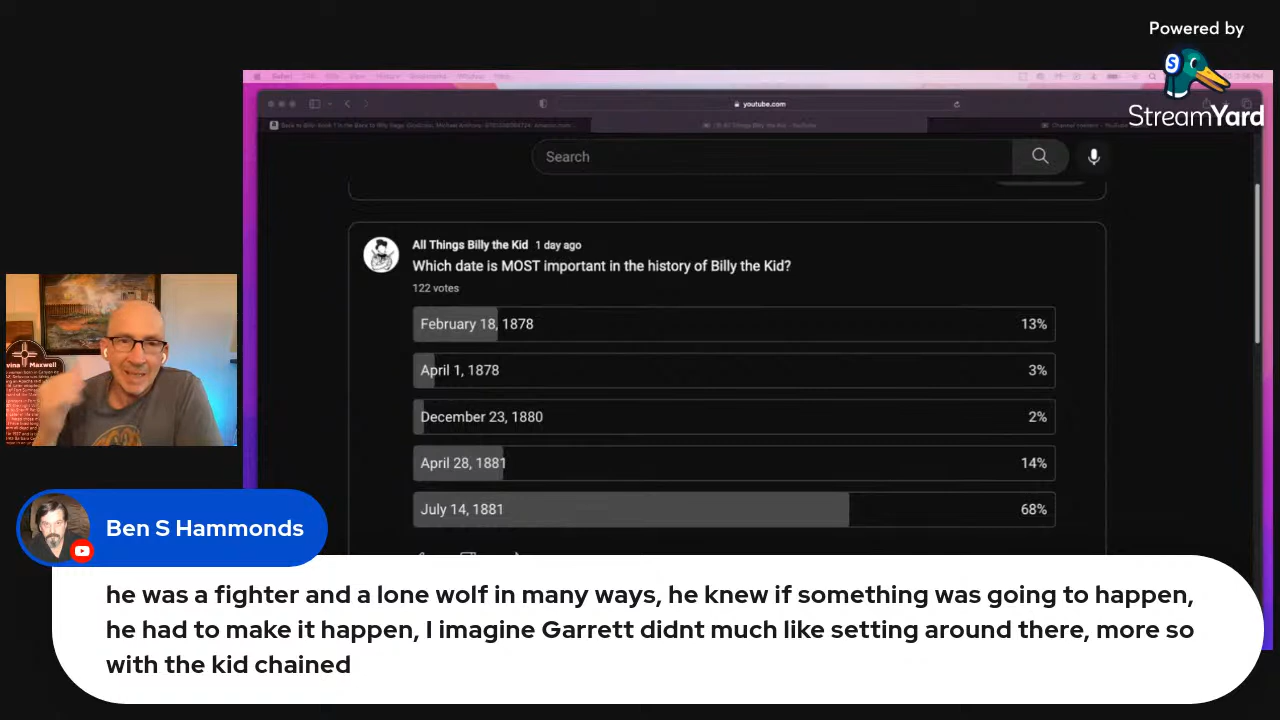 Powered by
StreamYard
youtube.com
Search
All Things Billy the Kid 1 day ago
Which date is MOST important in the history of Billy the Kid?
122 votes
February 18, 1878 13%
April 1, 1878 3%
December 23, 1880 2%
April 28, 1881 14%
July 14, 1881 68%
Maxwell
Ben S Hammonds
he was a fighter and a lone wolf in many ways, he knew if something was going to happen,
he had to make it happen, I imagine Garrett didnt much like setting around there, more so
with the kid chained